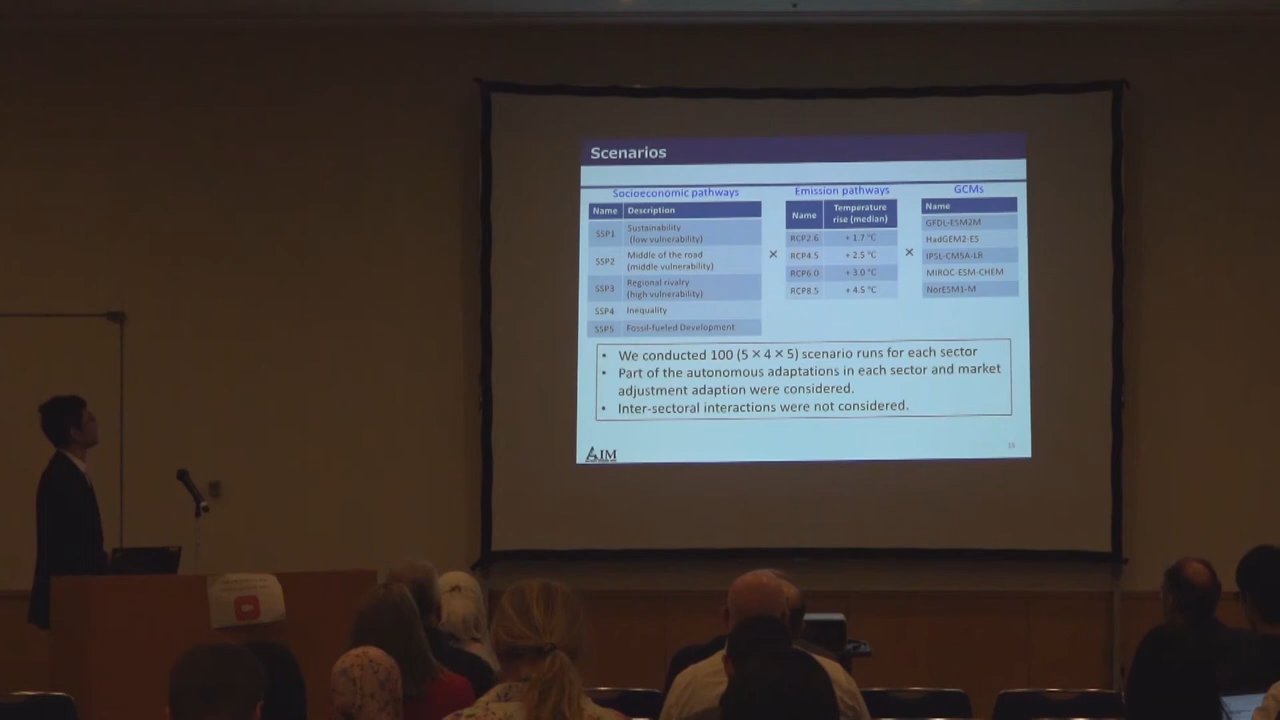 Scenarios
Socioeconomic pathways
Name Description
SSP1 Sustainability
(low vulnerability)
SSP2 Middle of the road
(middle vulnerability)
SSP3 Regional rivalry
(high vulnerability)
SSP4 Inequality
SSP5 Fossil-fueled Development
×
Emission pathways
Name Temperature
rise (median)
RCP2.6 + 1.7 °C
RCP4.5 + 2.5 °C
RCP6.0 + 3.0 °C
RCP8.5 + 4.5 °C
×
GCMs
Name
GFDL-ESM2M
HadGEM2-ES
IPSL-CM5A-LR
MIROC-ESM-CHEM
NorESM1-M
• We conducted 100 (5 × 4 × 5) scenario runs for each sector
• Part of the autonomous adaptations in each sector and market
adjustment adaption were considered.
• Inter-sectoral interactions were not considered.
AIM
15